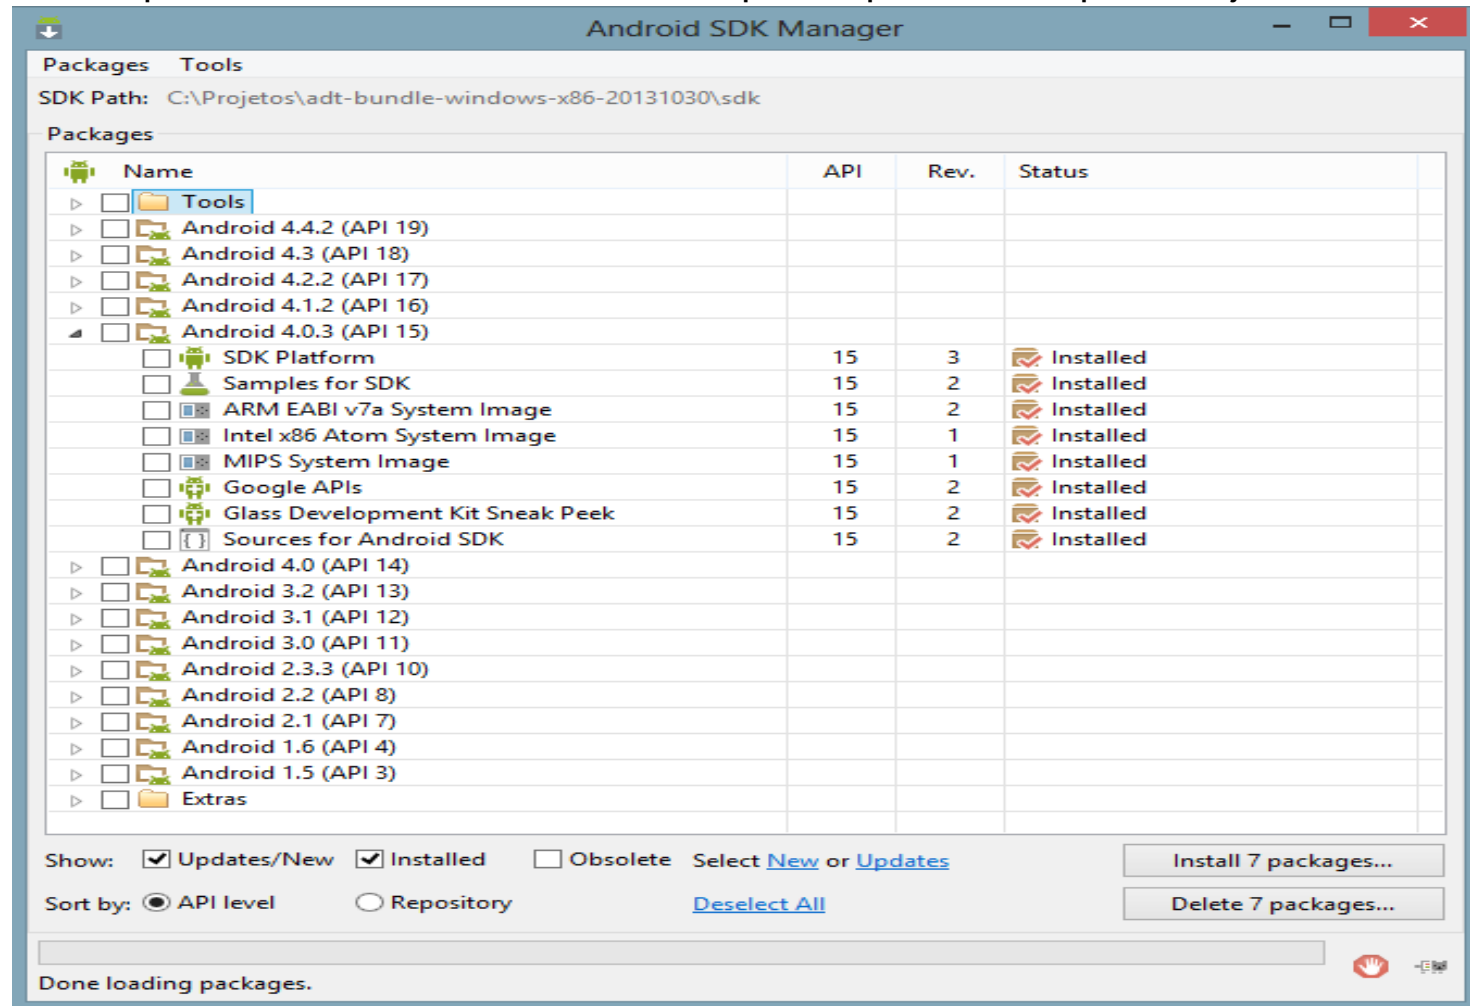 Android SDK Manager
Packages Tools
SDK Path: C:\Projetos\adt-bundle-windows-x86-20131030\sdk
Packages
Name API Rev. Status
Tools
Android 4.4.2 (API 19)
Android 4.3 (API 18)
Android 4.2.2 (API 17)
Android 4.1.2 (API 16)
Android 4.0.3 (API 15)
SDK Platform 15 3 Installed
Samples for SDK 15 2 Installed
ARM EABI v7a System Image 15 2 Installed
Intel x86 Atom System Image 15 1 Installed
MIPS System Image 15 1 Installed
Google APIs 15 2 Installed
Glass Development Kit Sneak Peek 15 2 Installed
Sources for Android SDK 15 2 Installed
Android 4.0 (API 14)
Android 3.2 (API 13)
Android 3.1 (API 12)
Android 3.0 (API 11)
Android 2.3.3 (API 10)
Android 2.2 (API 8)
Android 2.1 (API 7)
Android 1.6 (API 4)
Android 1.5 (API 3)
Extras
Show: Updates/New Installed Obsolete Select New or Updates Install 7 packages...
Sort by: API level Repository Deselect All Delete 7 packages...
Done loading packages.